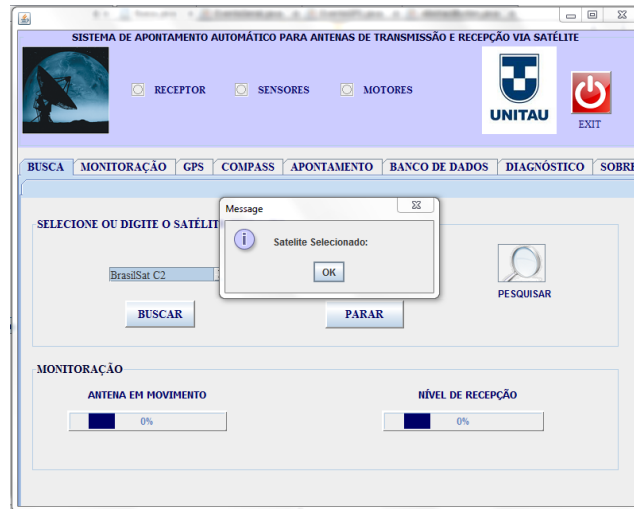 SISTEMA DE APONTAMENTO AUTOMÁTICO PARA ANTENAS DE TRANSMISSÃO E RECEPÇÃO VIA SATÉLITE
RECEPTOR SENSORES MOTORES
UNITAU
EXIT
BUSCA MONITORAÇÃO GPS COMPASS APONTAMENTO BANCO DE DADOS DIAGNÓSTICO SOBRE
Message
SELECIONE OU DIGITE O SATÉLIT
Satelite Selecionado:
OK
BrasilSat C2
PESQUISAR
BUSCAR PARAR
MONITORAÇÃO
ANTENA EM MOVIMENTO NÍVEL DE RECEPÇÃO
0% 0%